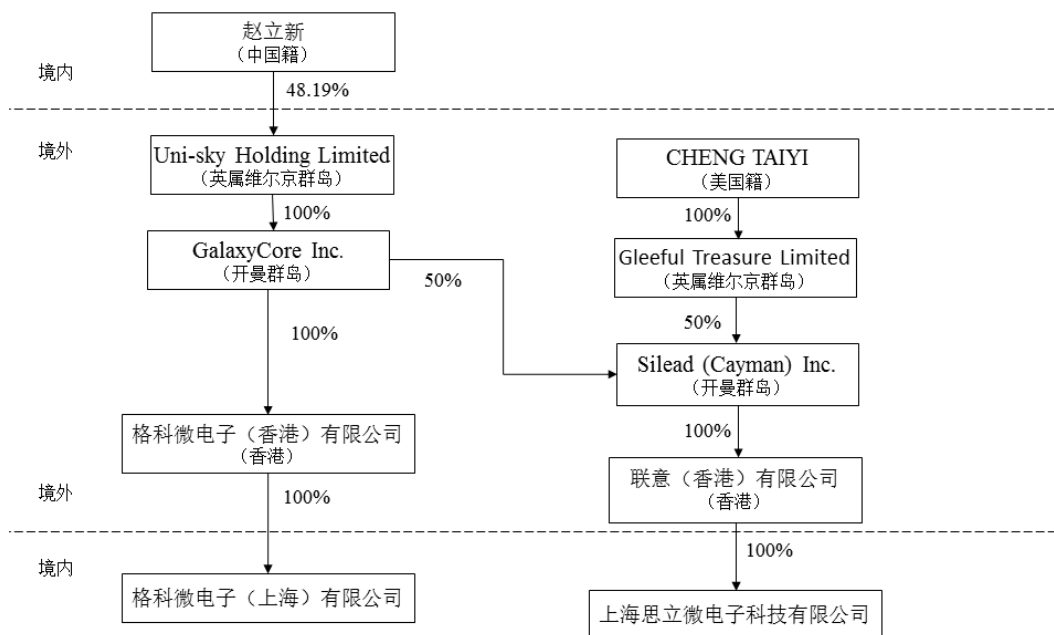 赵立新
（中国籍）
境内
48.19%
境外
Uni-sky Holding Limited
（英属维尔京群岛）
CHENG TAIYI
（美国籍）
100%
100%
GalaxyCore Inc.
（开曼群岛）
Gleeful Treasure Limited
（英属维尔京群岛）
50%
50%
100%
Silead (Cayman) Inc.
（开曼群岛）
格科微电子（香港）有限公司
（香港）
100%
联意（香港）有限公司
（香港）
境外
100%
100%
境内
格科微电子（上海）有限公司
上海思立微电子科技有限公司